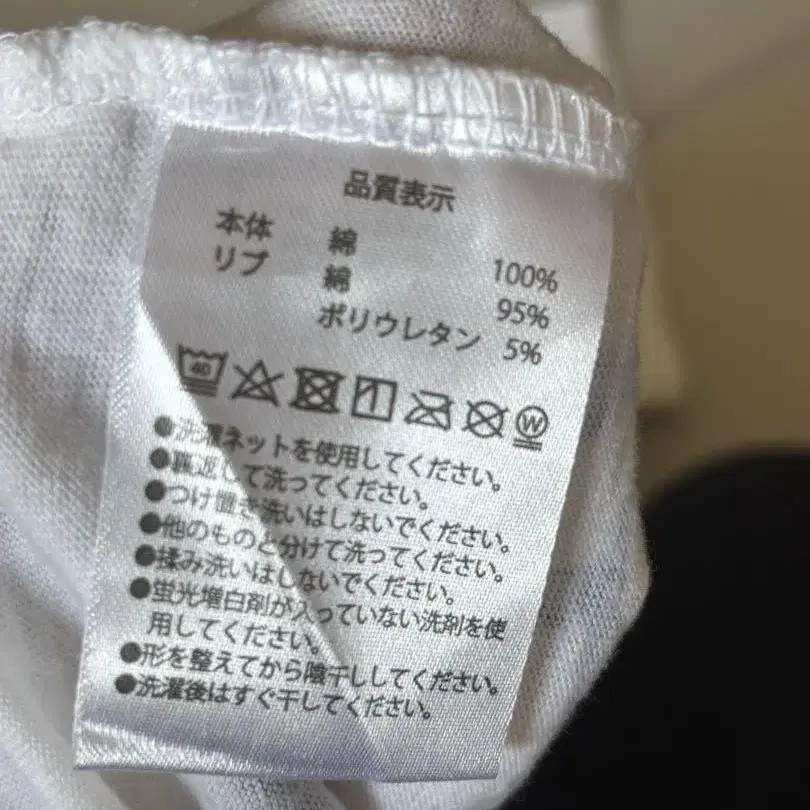 品質表示
本体 綿 100%
リブ 綿 95%
ポリウレタン 5%
40 W
●洗濯ネットを使用してください。
●裏返して洗ってください。
●つけ置き洗いはしないでください。
●他のものと分けて洗ってください。
●揉み洗いはしないでください。
●蛍光増白剤が入っていない洗剤を使
用してください。
●形を整えてから陰干ししてください。
●洗濯後はすぐ干してください。